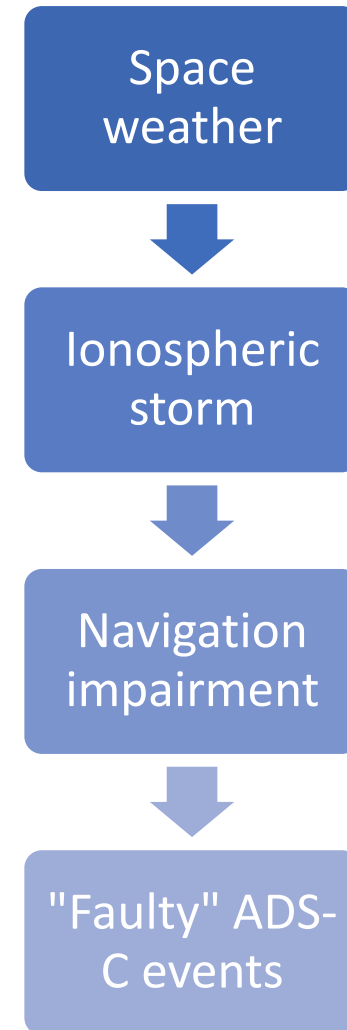 Space
weather
Ionospheric
storm
Navigation
impairment
"Faulty" ADS-
C events